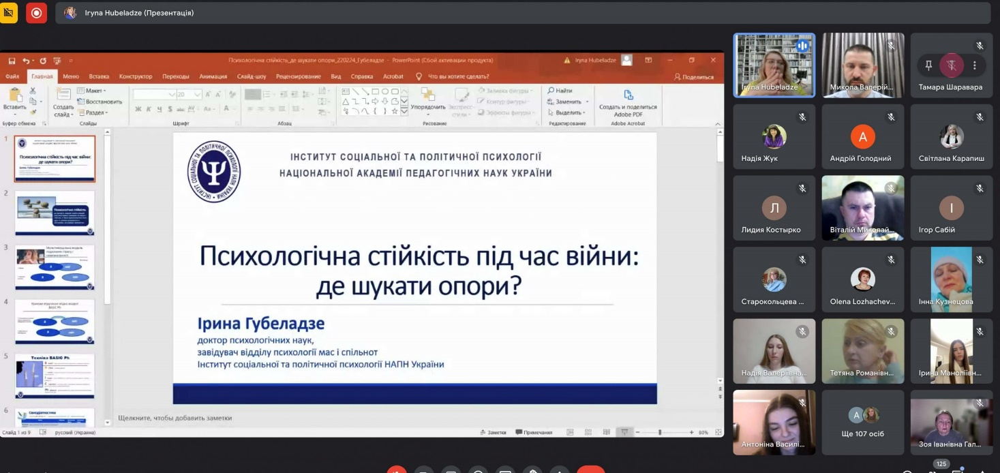 Iryna Hubeladze (Презентація)
Психологічна стійкість_де шукати опори_220224_Губеладзе - PowerPoint (Сбой активации продукта)
Iryna Hubeladze
Файл Главная Меню Вставка Конструктор Переходы Анимация Слайд-шоу Рецензирование Вид Справка Acrobat Что вы хотите сделать? Поделиться
Вставить
Создать слайд
Макет
Восстановить
Раздел
20
Ж К Ч S abc AV Aa А
Упорядочить
Экспресс-стили
Заливка фигуры
Контур фигуры
Эффекты фигуры
Найти
Заменить
Выделить
Создать и поделиться
Adobe PDF
Буфер обмена Слайды Шрифт Абзац Рисование Редактирование Adobe Acrobat
1
Психологічна стійкість під час війни:
де шукати опори?
2
Психологічна стійкість
3
4
BASIC Ph
5
Техніка BASIC Ph
6
Самодіагностика
ІНСТИТУТ СОЦІАЛЬНОЇ ТА ПОЛІТИЧНОЇ ПСИХОЛОГІЇ НАПН УКРАЇНИ
ІНСТИТУТ СОЦІАЛЬНОЇ ТА ПОЛІТИЧНОЇ ПСИХОЛОГІЇ
НАЦІОНАЛЬНОЇ АКАДЕМІЇ ПЕДАГОГІЧНИХ НАУК УКРАЇНИ
Психологічна стійкість під час війни:
де шукати опори?
Ірина Губеладзе
доктор психологічних наук,
завідувач відділу психології мас і спільнот
Інститут соціальної та політичної психології НАПН України
Щелкните, чтобы добавить заметки
Слайд 1 из 9 русский (Украина) Заметки Примечания 80%
Iryna Hubeladze
Микола Валерій...
Тамара Шаравара
Надія Жук
А
Андрій Голодний
Світлана Карапиш
Л
Лидия Костырко
Віталій Миколай...
І
Ігор Сабій
Старокольцева ...
Olena Lozhachev...
Інна Кузнецова
Надія Валеріївна...
Тетяна Романівн...
Ірина Маноліївн...
Антоніна Василі...
А
Ще 107 осіб
Зоя Іванівна Гал...
125